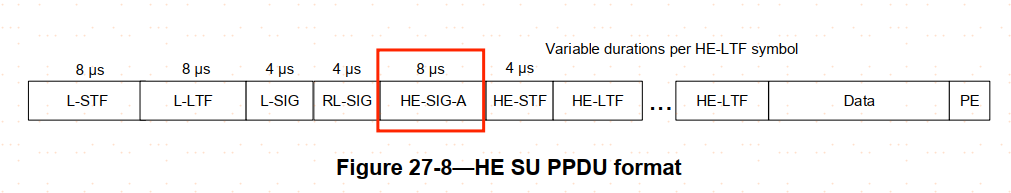 Variable durations per HE-LTF symbol
8 µs 8 µs 4 µs 4 µs 8 µs 4 µs
L-STF L-LTF L-SIG RL-SIG HE-SIG-A HE-STF HE-LTF ... HE-LTF Data PE
Figure 27-8—HE SU PPDU format